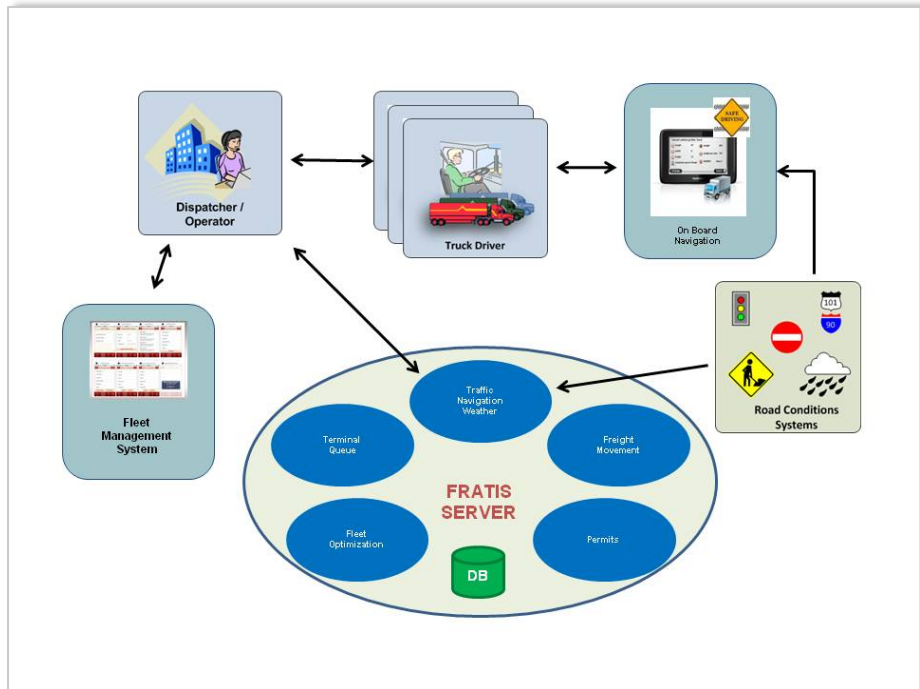 SAFE
DRIVING
Dispatcher /
Operator
Truck Driver
On Board
Navigation
101
90
Road Conditions
Systems
Fleet
Management
System
Traffic
Navigation
Weather
Terminal
Queue
Freight
Movement
FRATIS
SERVER
Fleet
Optimization
Permits
DB